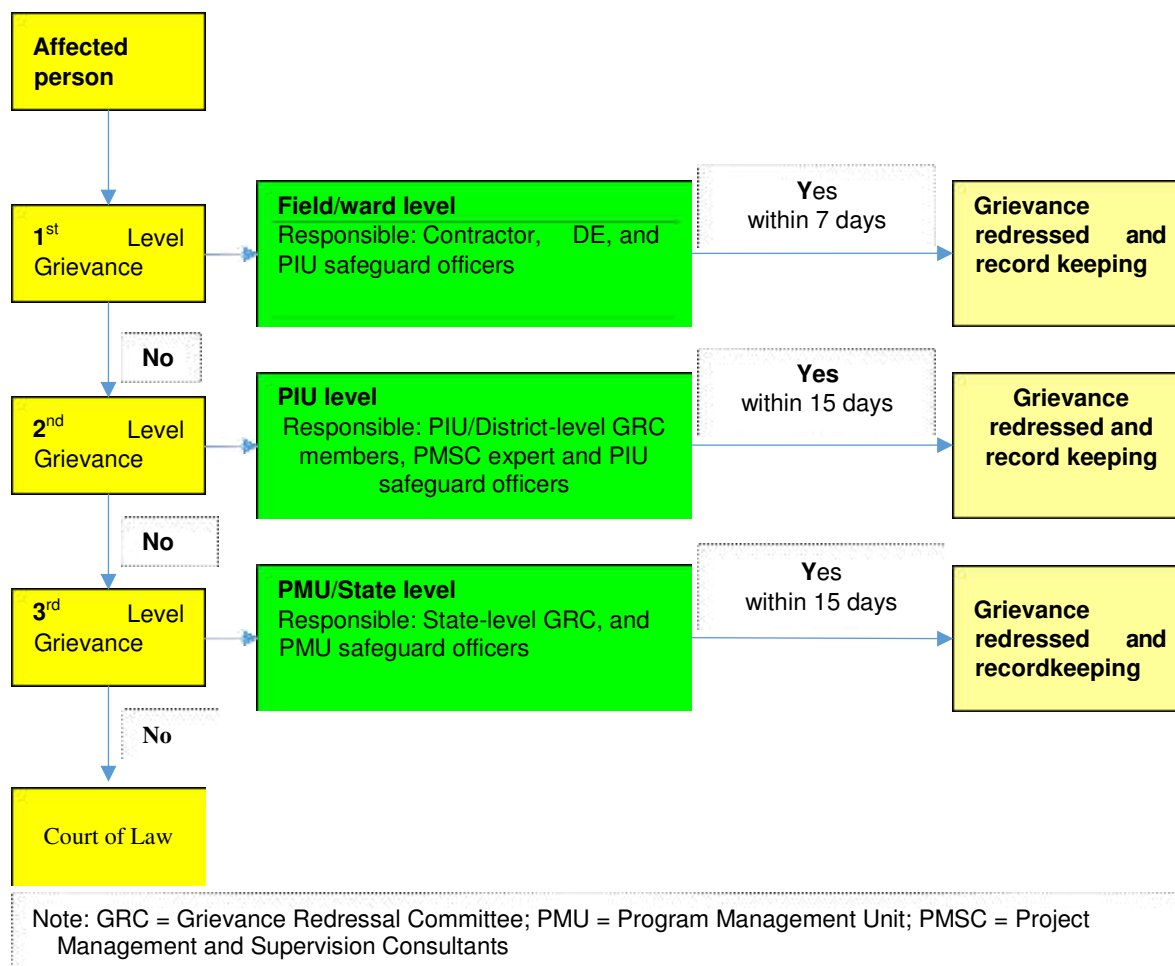 Affected
person
1st Level
Grievance
Field/ward level
Responsible: Contractor, DE, and
PIU safeguard officers
Yes
within 7 days
Grievance
redressed and
record keeping
No
2nd Level
Grievance
PIU level
Responsible: PIU/District-level GRC
members, PMSC expert and PIU
safeguard officers
Yes
within 15 days
Grievance
redressed and
record keeping
No
3rd Level
Grievance
PMU/State level
Responsible: State-level GRC, and
PMU safeguard officers
Yes
within 15 days
Grievance
redressed and
recordkeeping
No
Court of Law
Note: GRC = Grievance Redressal Committee; PMU = Program Management Unit; PMSC = Project
Management and Supervision Consultants